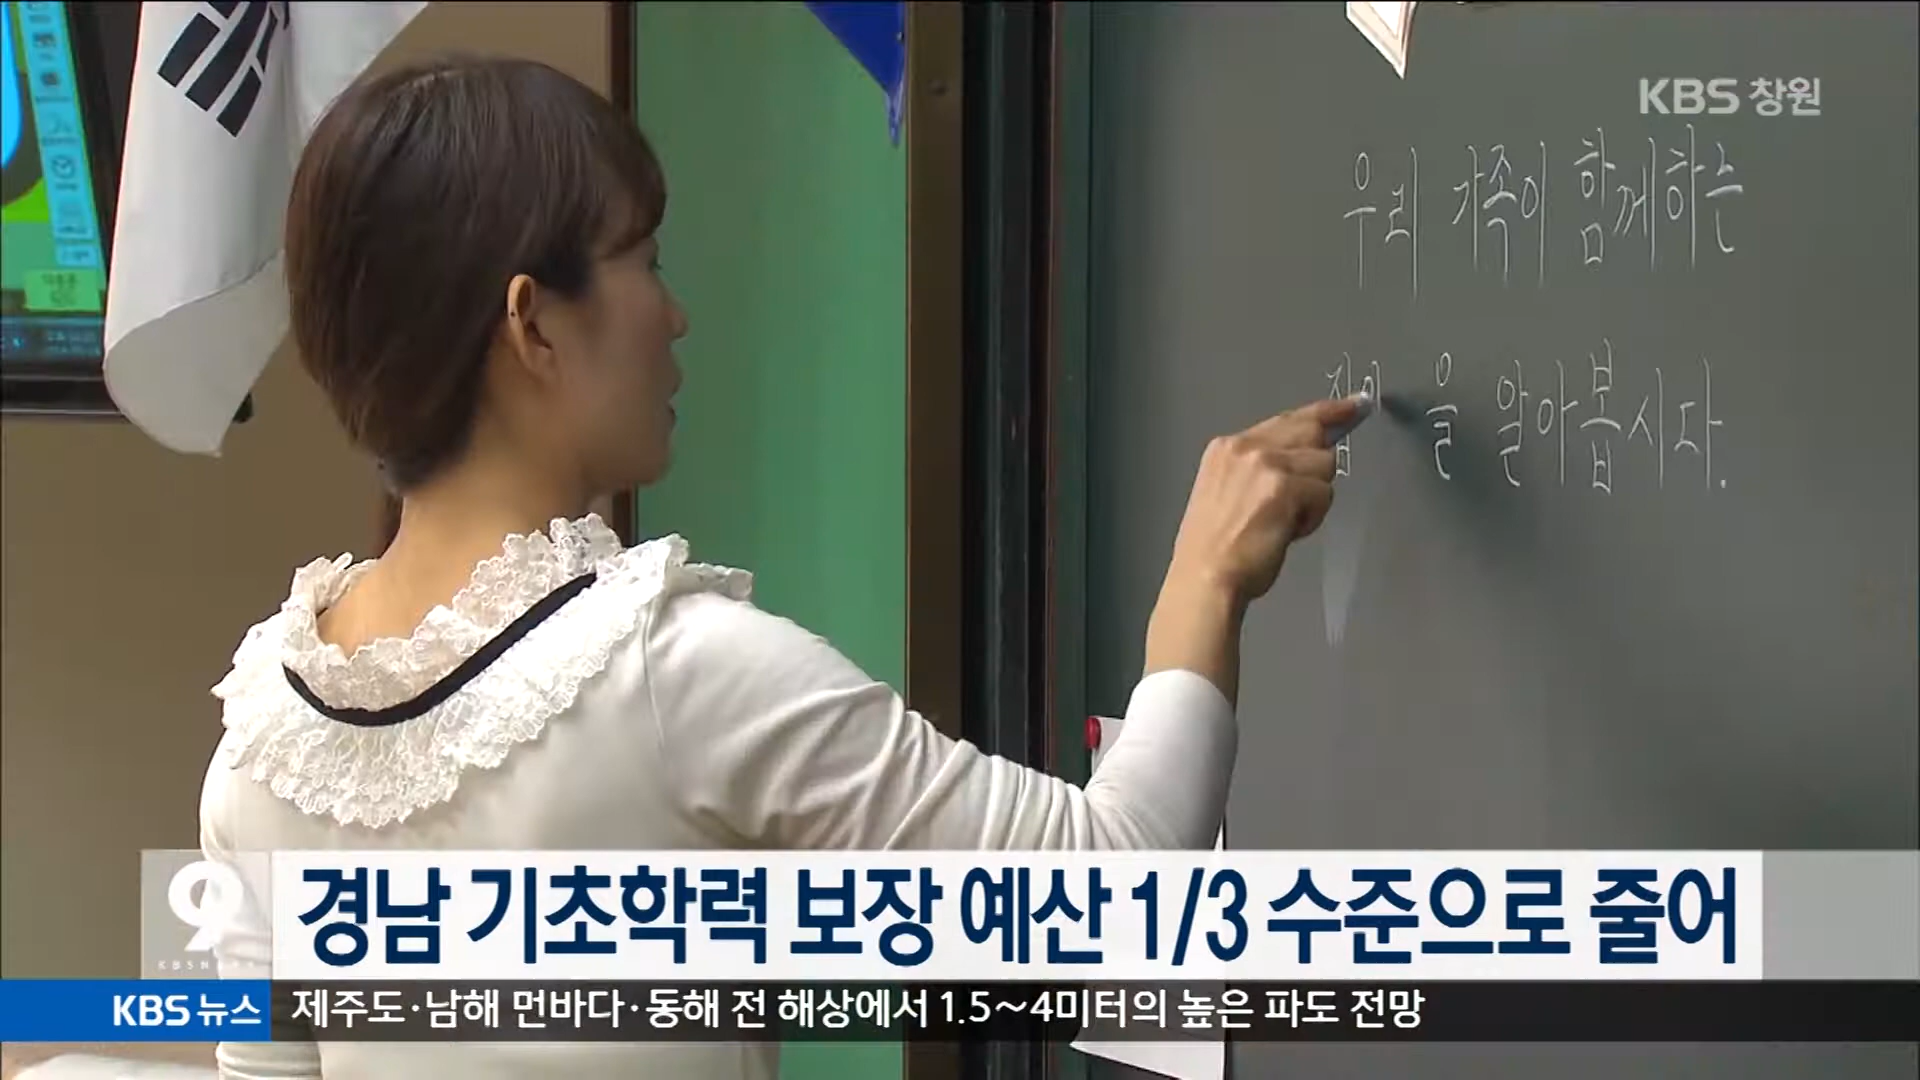 KBS 창원
우리 가족이 함께하는
을 알아봅시다.
9
경남 기초학력 보장 예산 1/3 수준으로 줄어
KBS 뉴스
제주도·남해 먼바다·동해 전 해상에서 1.5~4미터의 높은 파도 전망